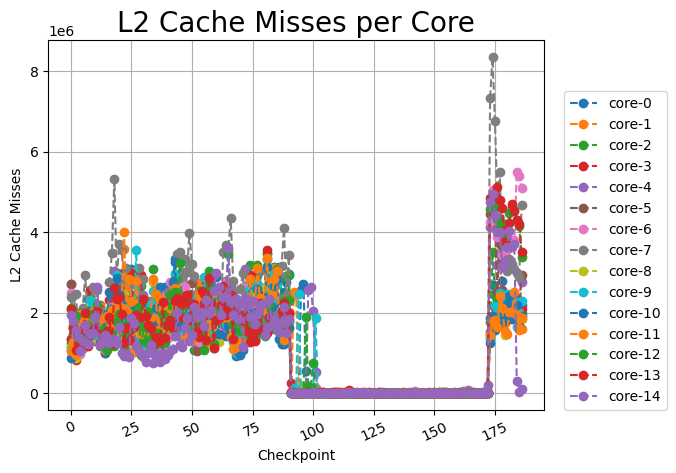 L2 Cache Misses per Core
1e6
8
6
4
2
0
L2 Cache Misses
0
25
50
75
100
125
150
175
Checkpoint
core-0
core-1
core-2
core-3
core-4
core-5
core-6
core-7
core-8
core-9
core-10
core-11
core-12
core-13
core-14